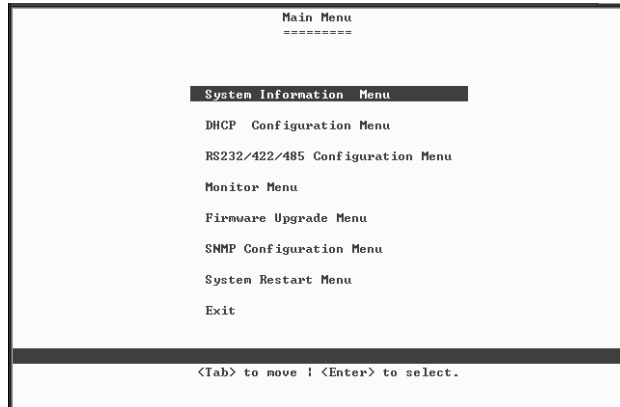 Main Menu
=========
System Information  Menu
DHCP  Configuration Menu
RS232/422/485 Configuration Menu
Monitor Menu
Firmware Upgrade Menu
SNMP Configuration Menu
System Restart Menu
Exit
<Tab> to move ¦ <Enter> to select.